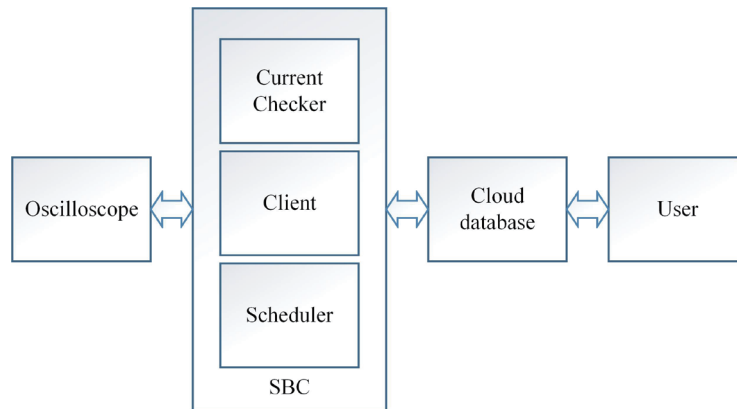 Oscilloscope
Current
Checker
Client
Scheduler
SBC
Cloud
database
User